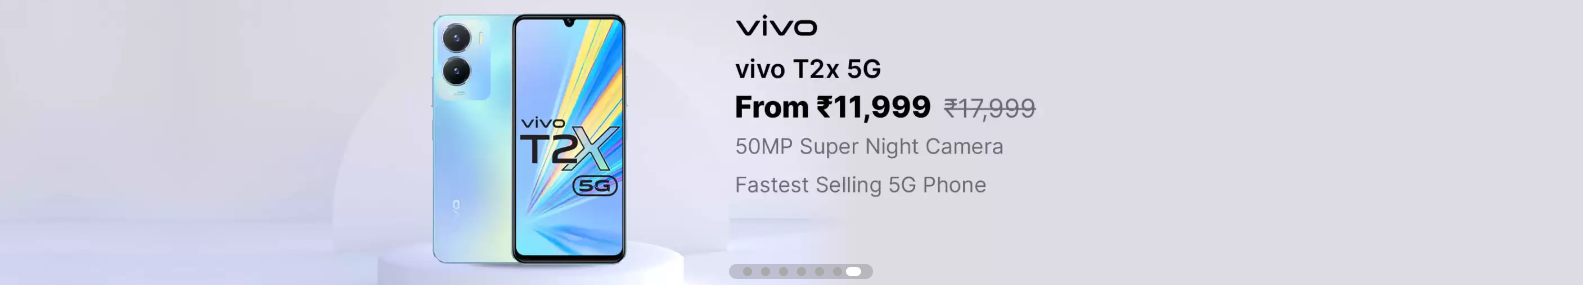 vivo
T2X
5G
vivo
vivo T2x 5G
From ₹11,999 ₹17,999
50MP Super Night Camera
Fastest Selling 5G Phone